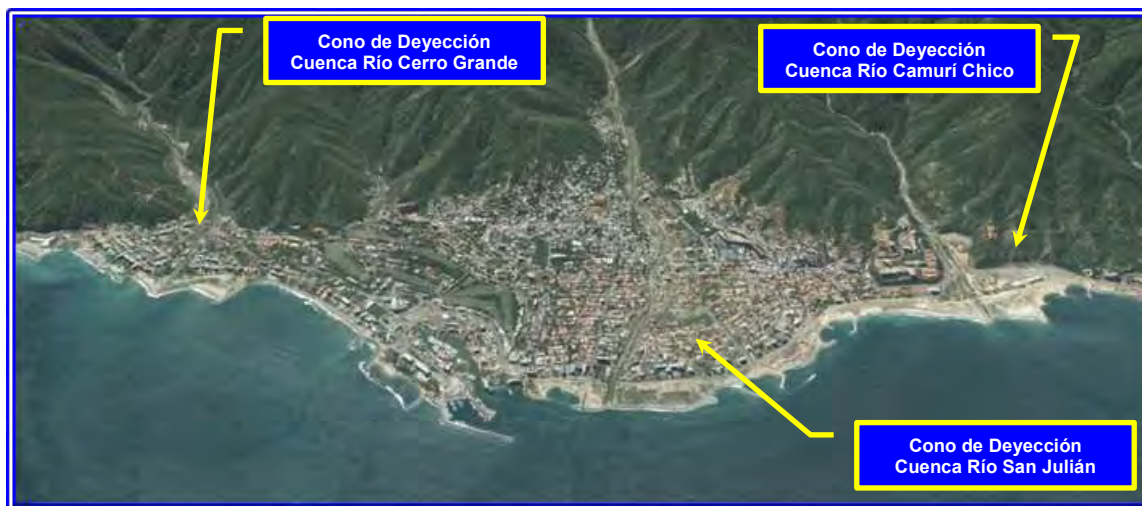 Cono de Deyección
Cuenca Río Cerro Grande
Cono de Deyección
Cuenca Río Camurí Chico
Cono de Deyección
Cuenca Río San Julián